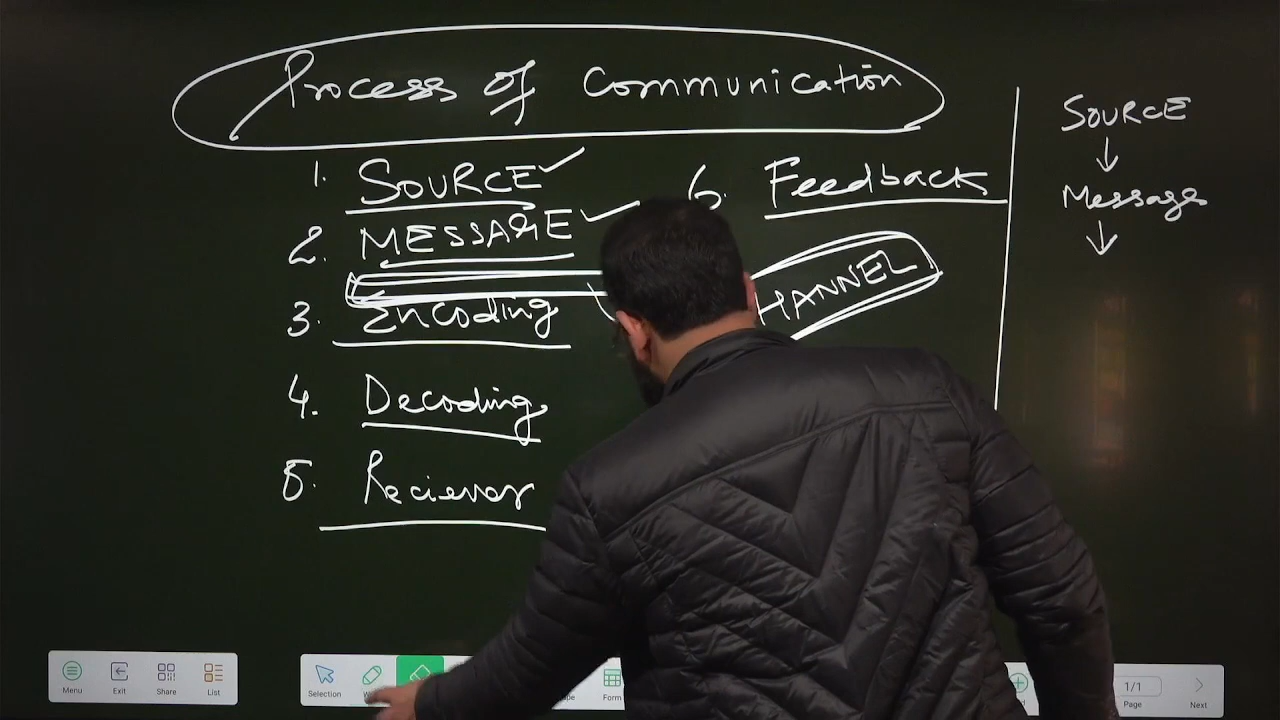 Process of Communication
1. SOURCE
2. MESSAGE
3. Encoding
4. Decoding
5. Reciever
6. Feedback
HANNEL
SOURCE
Message
Menu
Exit
Share
List
Selection
Form
1/1
Page
Next